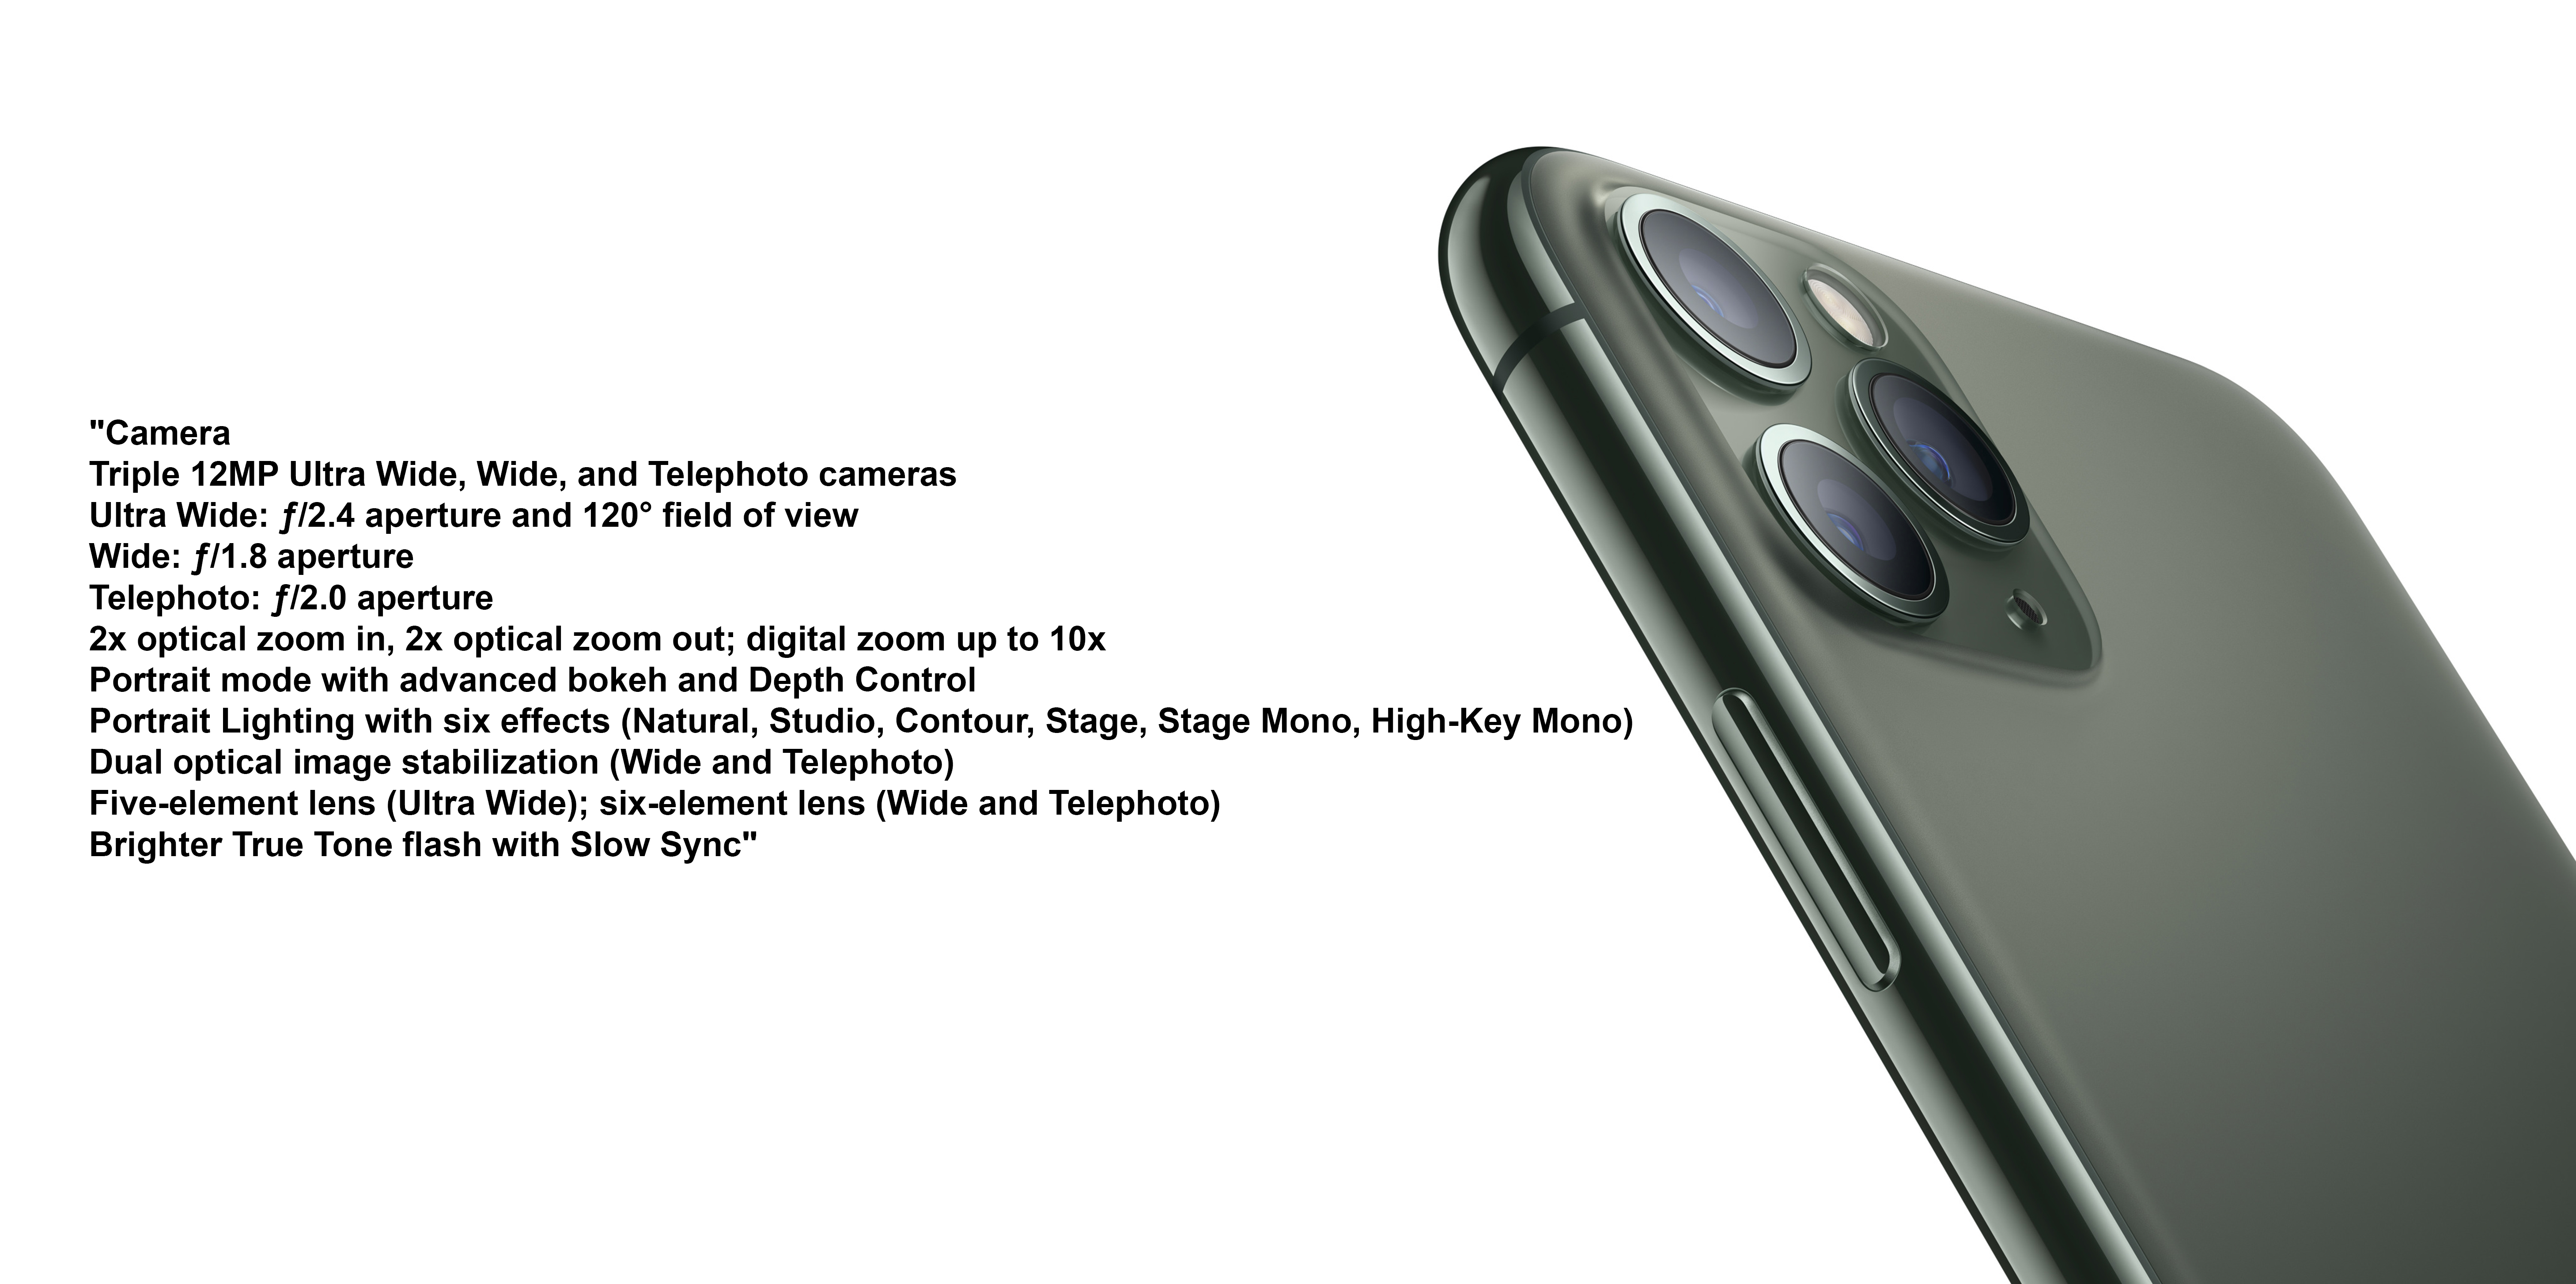 "Camera
Triple 12MP Ultra Wide, Wide, and Telephoto cameras
Ultra Wide: ƒ/2.4 aperture and 120° field of view
Wide: ƒ/1.8 aperture
Telephoto: ƒ/2.0 aperture
2x optical zoom in, 2x optical zoom out; digital zoom up to 10x
Portrait mode with advanced bokeh and Depth Control
Portrait Lighting with six effects (Natural, Studio, Contour, Stage, Stage Mono, High-Key Mono)
Dual optical image stabilization (Wide and Telephoto)
Five-element lens (Ultra Wide); six-element lens (Wide and Telephoto)
Brighter True Tone flash with Slow Sync"